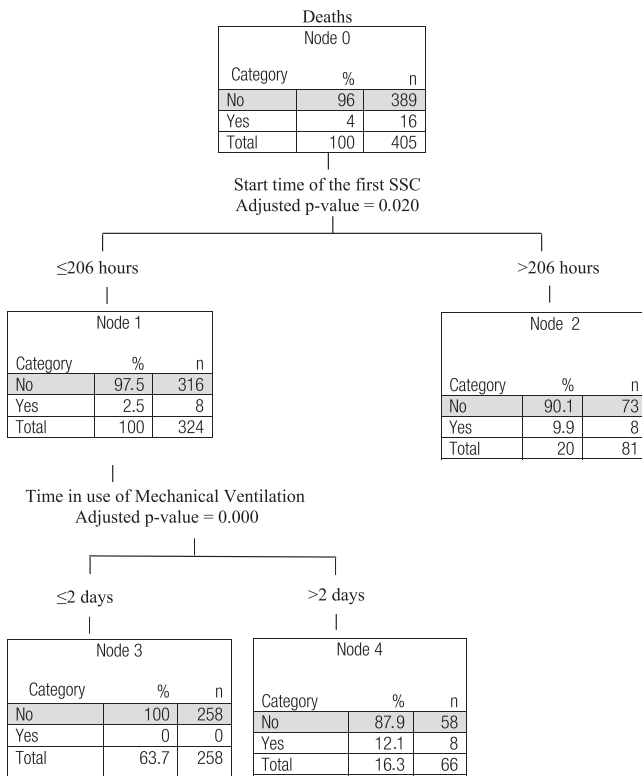 Deaths
Node 0
Category % n
No 96 389
Yes 4 16
Total 100 405
Start time of the first SSC
Adjusted p-value = 0.020
≤206 hours
>206 hours
Node 1
Category % n
No 97.5 316
Yes 2.5 8
Total 100 324
Node 2
Category % n
No 90.1 73
Yes 9.9 8
Total 20 81
Time in use of Mechanical Ventilation
Adjusted p-value = 0.000
≤2 days
>2 days
Node 3
Category % n
No 100 258
Yes 0 0
Total 63.7 258
Node 4
Category % n
No 87.9 58
Yes 12.1 8
Total 16.3 66